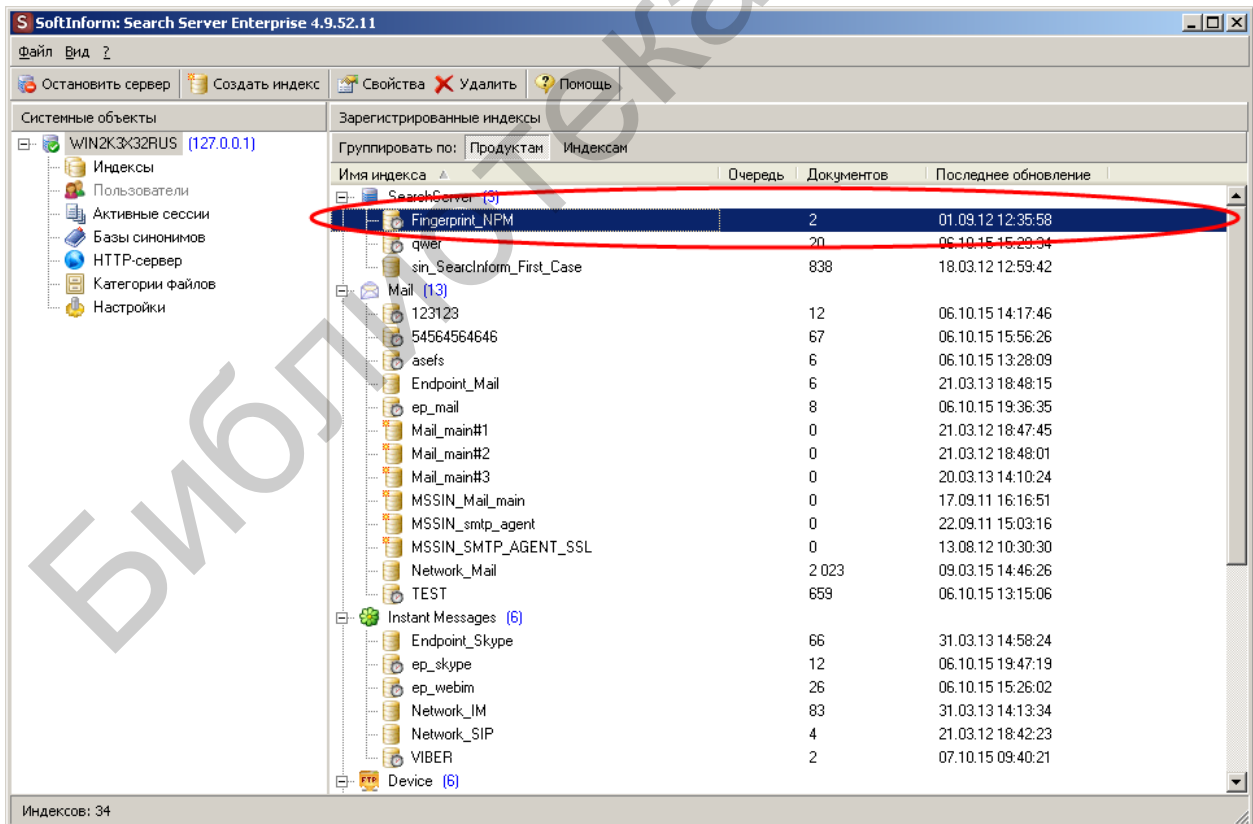 SoftInform: Search Server Enterprise 4.9.52.11
Файл Вид ?
Остановить сервер Создать индекс Свойства Удалить Помощь
Системные объекты Зарегистрированные индексы
WIN2K3X32RUS (127.0.0.1) Группировать по: Продуктам Индексам
Индексы Имя индекса Очередь Документов Последнее обновление
Пользователи SearchServer (3)
Активные сессии Fingerprint_NPM 2 01.09.12 12:35:58
Базы синонимов qwer 20 06.10.15 15:29:34
HTTP-сервер sin_SearcInform_First_Case 838 18.03.12 12:59:42
Категории файлов Mail (13)
Настройки 123123 12 06.10.15 14:17:46
54564564646 67 06.10.15 15:56:26
asefs 6 06.10.15 13:28:09
Endpoint_Mail 6 21.03.13 18:48:15
ep_mail 8 06.10.15 19:36:35
Mail_main#1 0 21.03.12 18:47:45
Mail_main#2 0 21.03.12 18:48:01
Mail_main#3 0 20.03.13 14:10:24
MSSIN_Mail_main 0 17.09.11 16:16:51
MSSIN_smtp_agent 0 22.09.11 15:03:16
MSSIN_SMTP_AGENT_SSL 0 13.08.12 10:30:30
Network_Mail 2 023 09.03.15 14:46:26
TEST 659 06.10.15 13:15:06
Instant Messages (6)
Endpoint_Skype 66 31.03.13 14:58:24
ep_skype 12 06.10.15 19:47:19
ep_webim 26 06.10.15 15:26:02
Network_IM 83 31.03.13 14:13:34
Network_SIP 4 21.03.12 18:42:23
VIBER 2 07.10.15 09:40:21
Device (6)
Индексов: 34
Библиотека